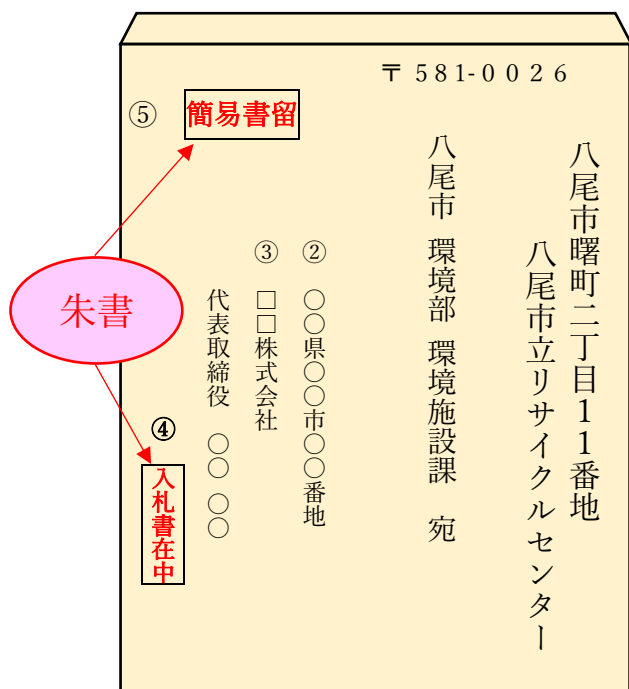 〒 581-0026
八尾市曙町二丁目11番地
八尾市立リサイクルセンター
八尾市 環境部 環境施設課 宛
② ○○県○○市○○番地
③ □□株式会社
代表取締役 ○○ ○○
⑤ 簡易書留
朱書
④ 入札書在中